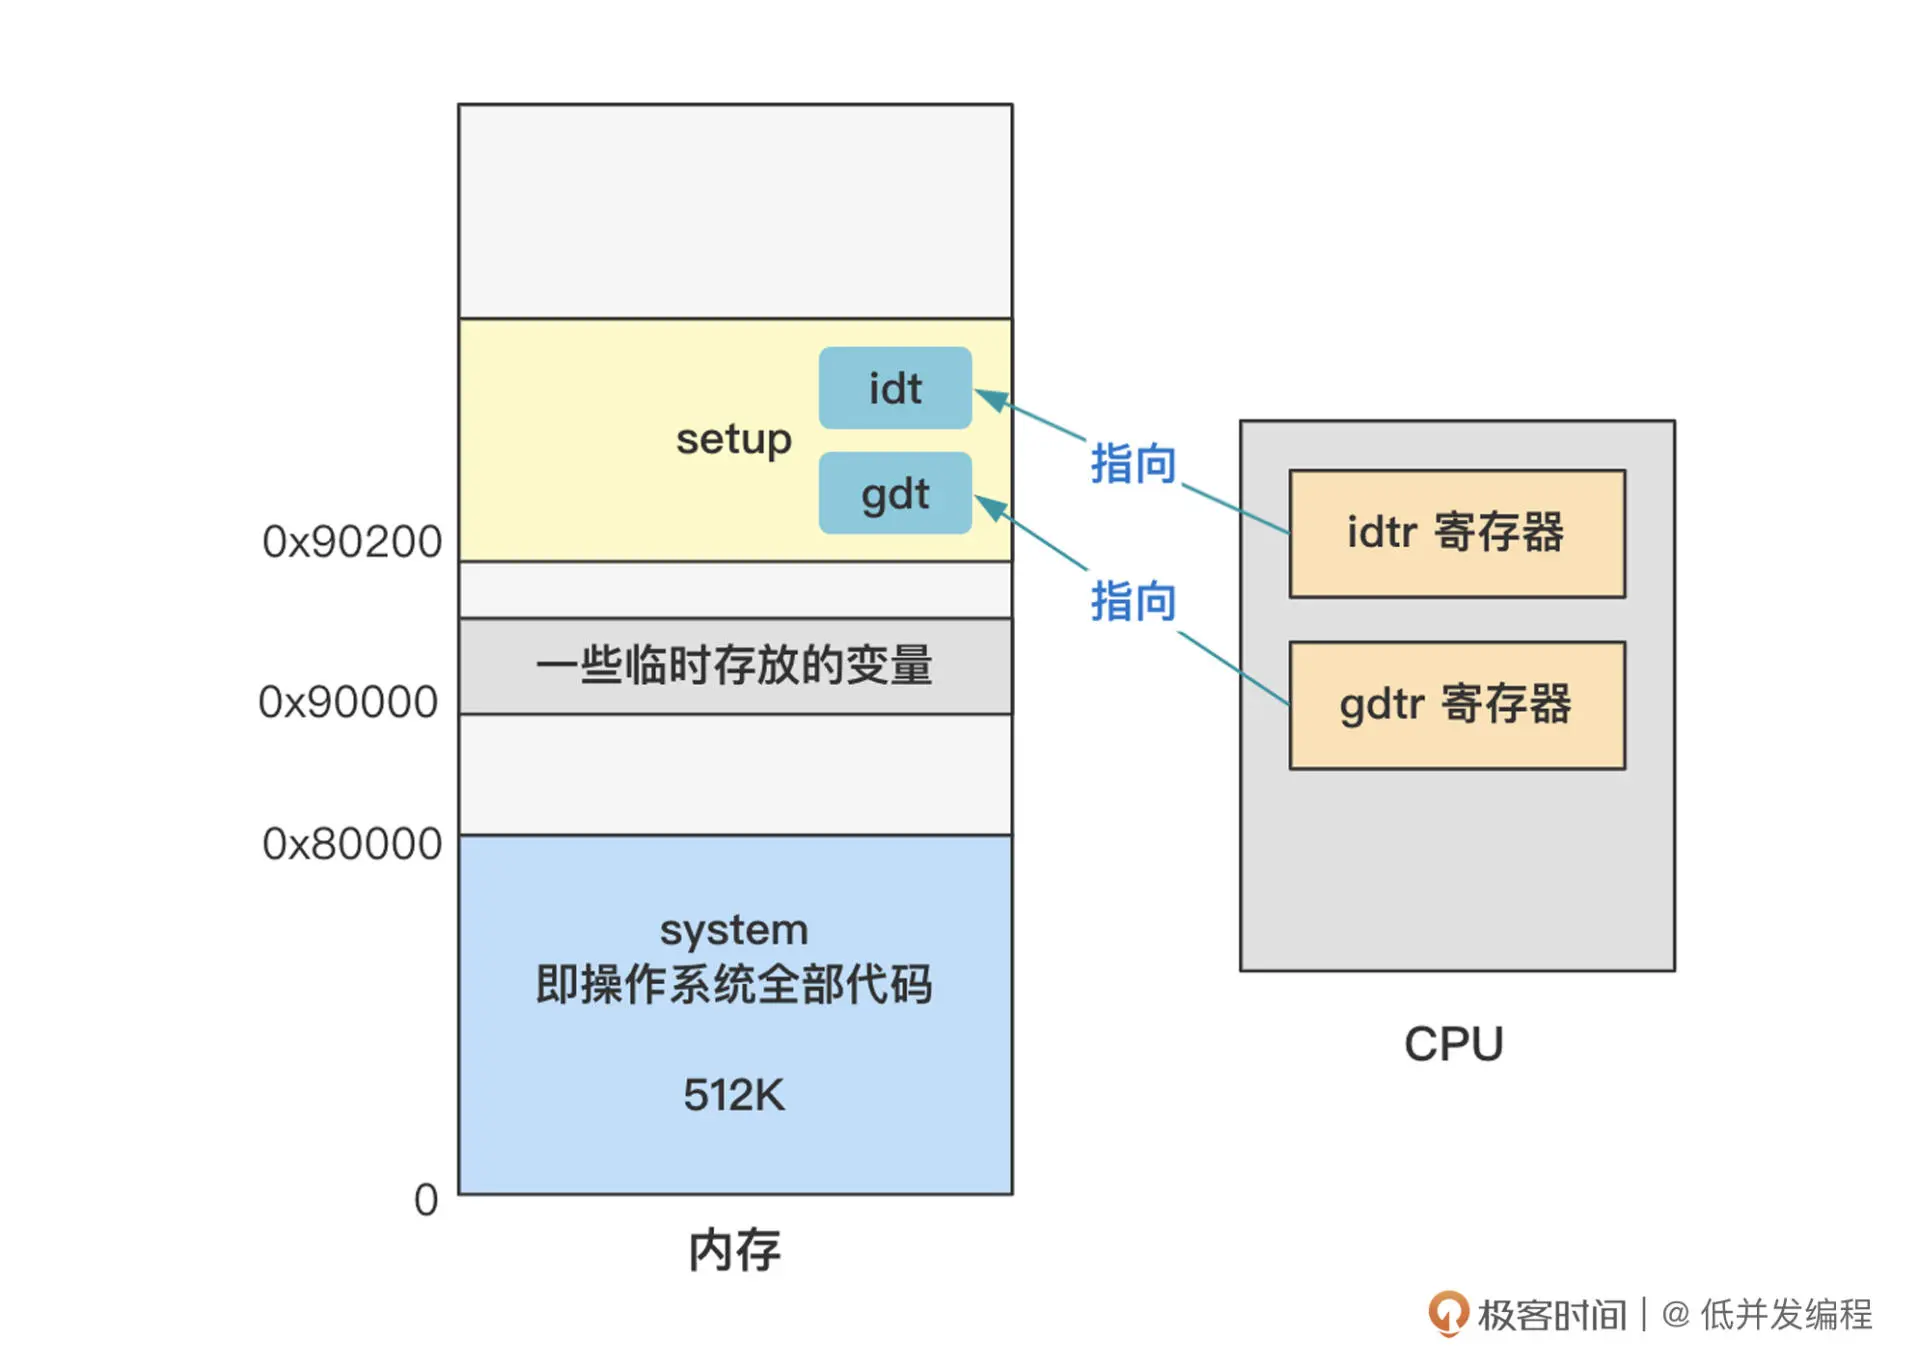 idt
setup
gdt
0x90200
一些临时存放的变量
0x90000
0x80000
system
即操作系统全部代码
512K
0
内存
指向
指向
idtr 寄存器
gdtr 寄存器
CPU
极客时间 | @ 低并发编程